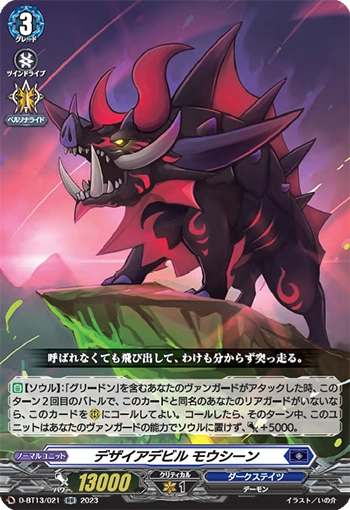 3
グレード
ツインドライブ
ペルソナライド
呼ばれなくても飛び出して、わけも分からず突っ走る。
【ソウル】:「グリードン」を含むあなたのヴァンガードがアタックした時、この
ターン2回目のバトルで、このカードと同名のあなたのリアガードがいない
なら、このカードを Ⓡにコールしてよい。コールしたら、そのターン中、このユ
ニットはあなたのヴァンガードの能力でソウルに置けず、+5000。
ノーマルユニット
デザイアデビル モウシーン
パワー 13000
クリティカル
1
ダークステイツ
デーモン
D-BT13/021 RR 2023
イラスト/いの介